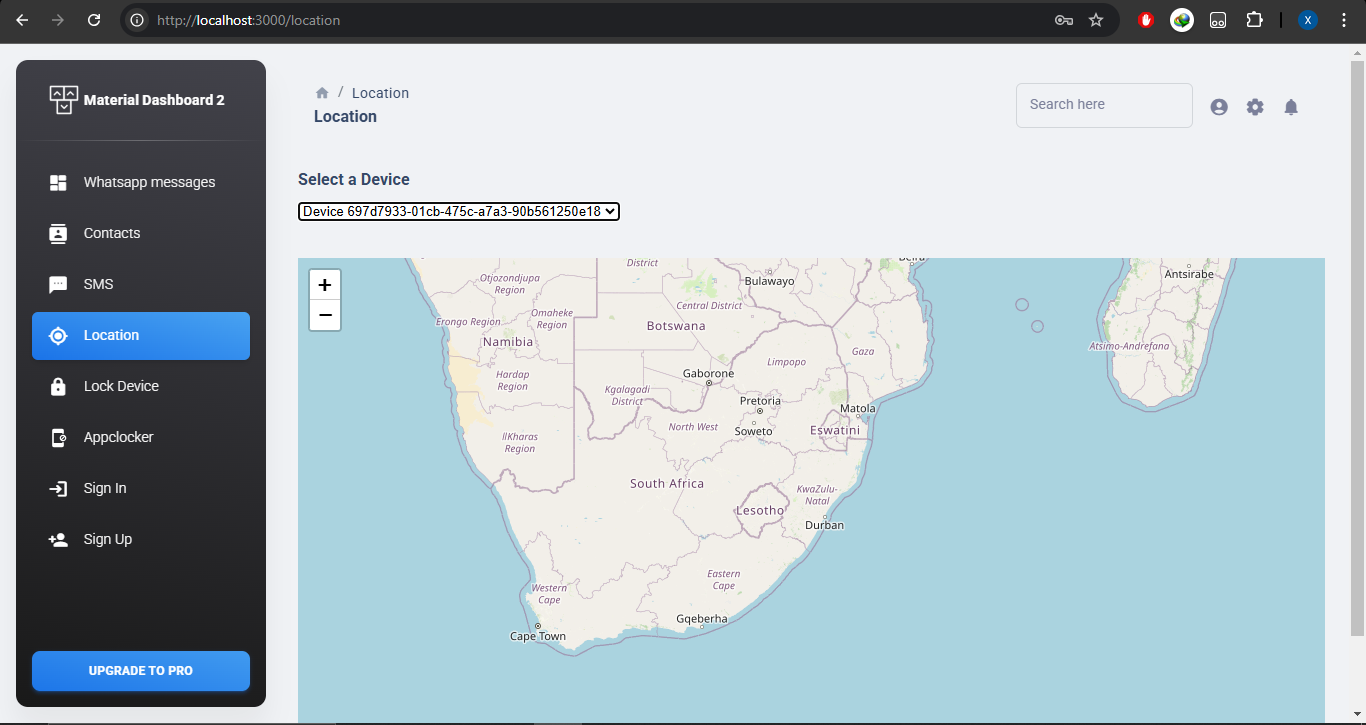 http://localhost:3000/location
X
Material Dashboard 2
Whatsapp messages
Contacts
SMS
Location
Lock Device
Appclocker
Sign In
Sign Up
UPGRADE TO PRO
/ Location
Location
Search here
Select a Device
Device 697d7933-01cb-475c-a7a3-90b561250e18
+
−
District
Beira
Otjozondjupa
Region
Bulawayo
Antsirabe
Central District
Omaheke
Region
Erongo Region
Botswana
Namibia
Atsimo-Andrefana
Gaza
Limpopo
Hardap
Region
Gaborone
Kgalagadi
District
Pretoria
Matola
North West
Soweto
Eswatini
ǁKharas
Region
South Africa
KwaZulu-
Natal
Lesotho
Durban
Eastern
Cape
Western
Cape
Gqeberha
Cape Town